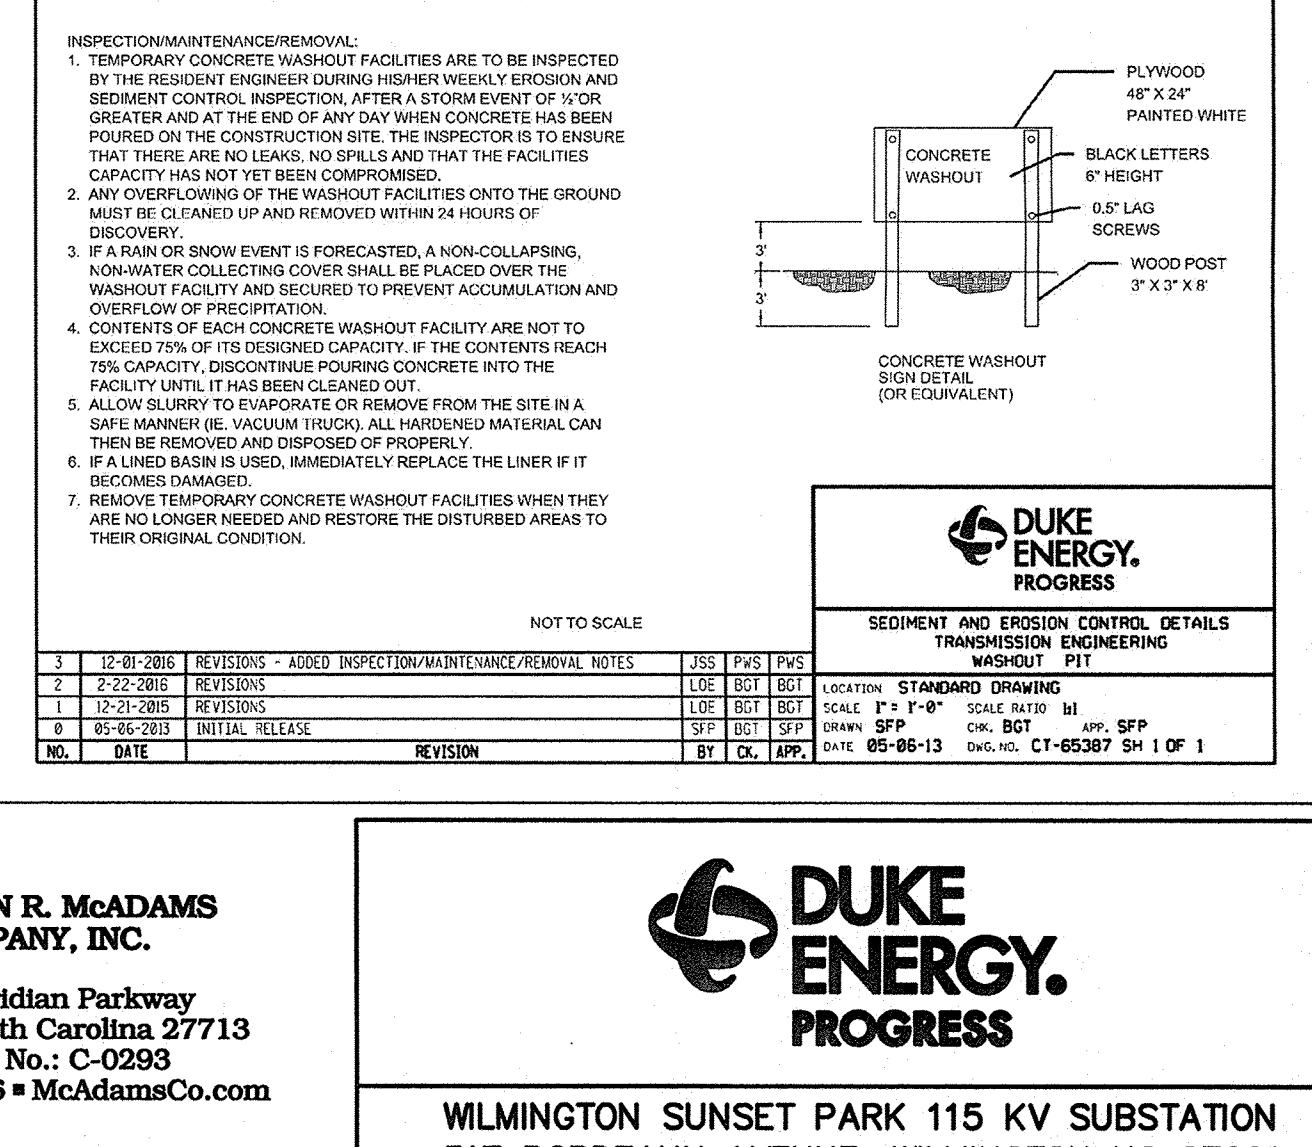 INSPECTION/MAINTENANCE/REMOVAL:
1. TEMPORARY CONCRETE WASHOUT FACILITIES ARE TO BE INSPECTED
BY THE RESIDENT ENGINEER DURING HIS/HER WEEKLY EROSION AND
SEDIMENT CONTROL INSPECTION, AFTER A STORM EVENT OF ½"OR
GREATER AND AT THE END OF ANY DAY WHEN CONCRETE HAS BEEN
POURED ON THE CONSTRUCTION SITE. THE INSPECTOR IS TO ENSURE
THAT THERE ARE NO LEAKS, NO SPILLS AND THAT THE FACILITIES
CAPACITY HAS NOT YET BEEN COMPROMISED.
2. ANY OVERFLOWING OF THE WASHOUT FACILITIES ONTO THE GROUND
MUST BE CLEANED UP AND REMOVED WITHIN 24 HOURS OF
DISCOVERY.
3. IF A RAIN OR SNOW EVENT IS FORECASTED, A NON-COLLAPSING,
NON-WATER COLLECTING COVER SHALL BE PLACED OVER THE
WASHOUT FACILITY AND SECURED TO PREVENT ACCUMULATION AND
OVERFLOW OF PRECIPITATION.
4. CONTENTS OF EACH CONCRETE WASHOUT FACILITY ARE NOT TO
EXCEED 75% OF ITS DESIGNED CAPACITY. IF THE CONTENTS REACH
75% CAPACITY, DISCONTINUE POURING CONCRETE INTO THE
FACILITY UNTIL IT HAS BEEN CLEANED OUT.
5. ALLOW SLURRY TO EVAPORATE OR REMOVE FROM THE SITE IN A
SAFE MANNER (IE. VACUUM TRUCK). ALL HARDENED MATERIAL CAN
THEN BE REMOVED AND DISPOSED OF PROPERLY.
6. IF A LINED BASIN IS USED, IMMEDIATELY REPLACE THE LINER IF IT
BECOMES DAMAGED.
7. REMOVE TEMPORARY CONCRETE WASHOUT FACILITIES WHEN THEY
ARE NO LONGER NEEDED AND RESTORE THE DISTURBED AREAS TO
THEIR ORIGINAL CONDITION.
PLYWOOD
48" X 24"
PAINTED WHITE
CONCRETE
WASHOUT
BLACK LETTERS
6" HEIGHT
0.5" LAG
SCREWS
3'
WOOD POST
3" X 3" X 8'
3'
CONCRETE WASHOUT
SIGN DETAIL
(OR EQUIVALENT)
NOT TO SCALE
DUKE
ENERGY.
PROGRESS
SEDIMENT AND EROSION CONTROL DETAILS
TRANSMISSION ENGINEERING
WASHOUT PIT
3 12-01-2016 REVISIONS - ADDED INSPECTION/MAINTENANCE/REMOVAL NOTES JSS PWS PWS
2 2-22-2016 REVISIONS LOE BGT BGT
1 12-21-2015 REVISIONS LOE BGT BGT
0 05-06-2013 INITIAL RELEASE SFP BGT SFP
NO. DATE REVISION BY CK. APP.
LOCATION STANDARD DRAWING
SCALE 1" = 1'-0" SCALE RATIO 1:1
DRAWN SFP CHK. BGT APP. SFP
DATE 05-06-13 DWG. NO. CT-65387 SH 1 OF 1
N R. McADAMS
PANY, INC.
idian Parkway
th Carolina 27713
No.: C-0293
6 ■ McAdamsCo.com
DUKE
ENERGY.
PROGRESS
WILMINGTON SUNSET PARK 115 KV SUBSTATION